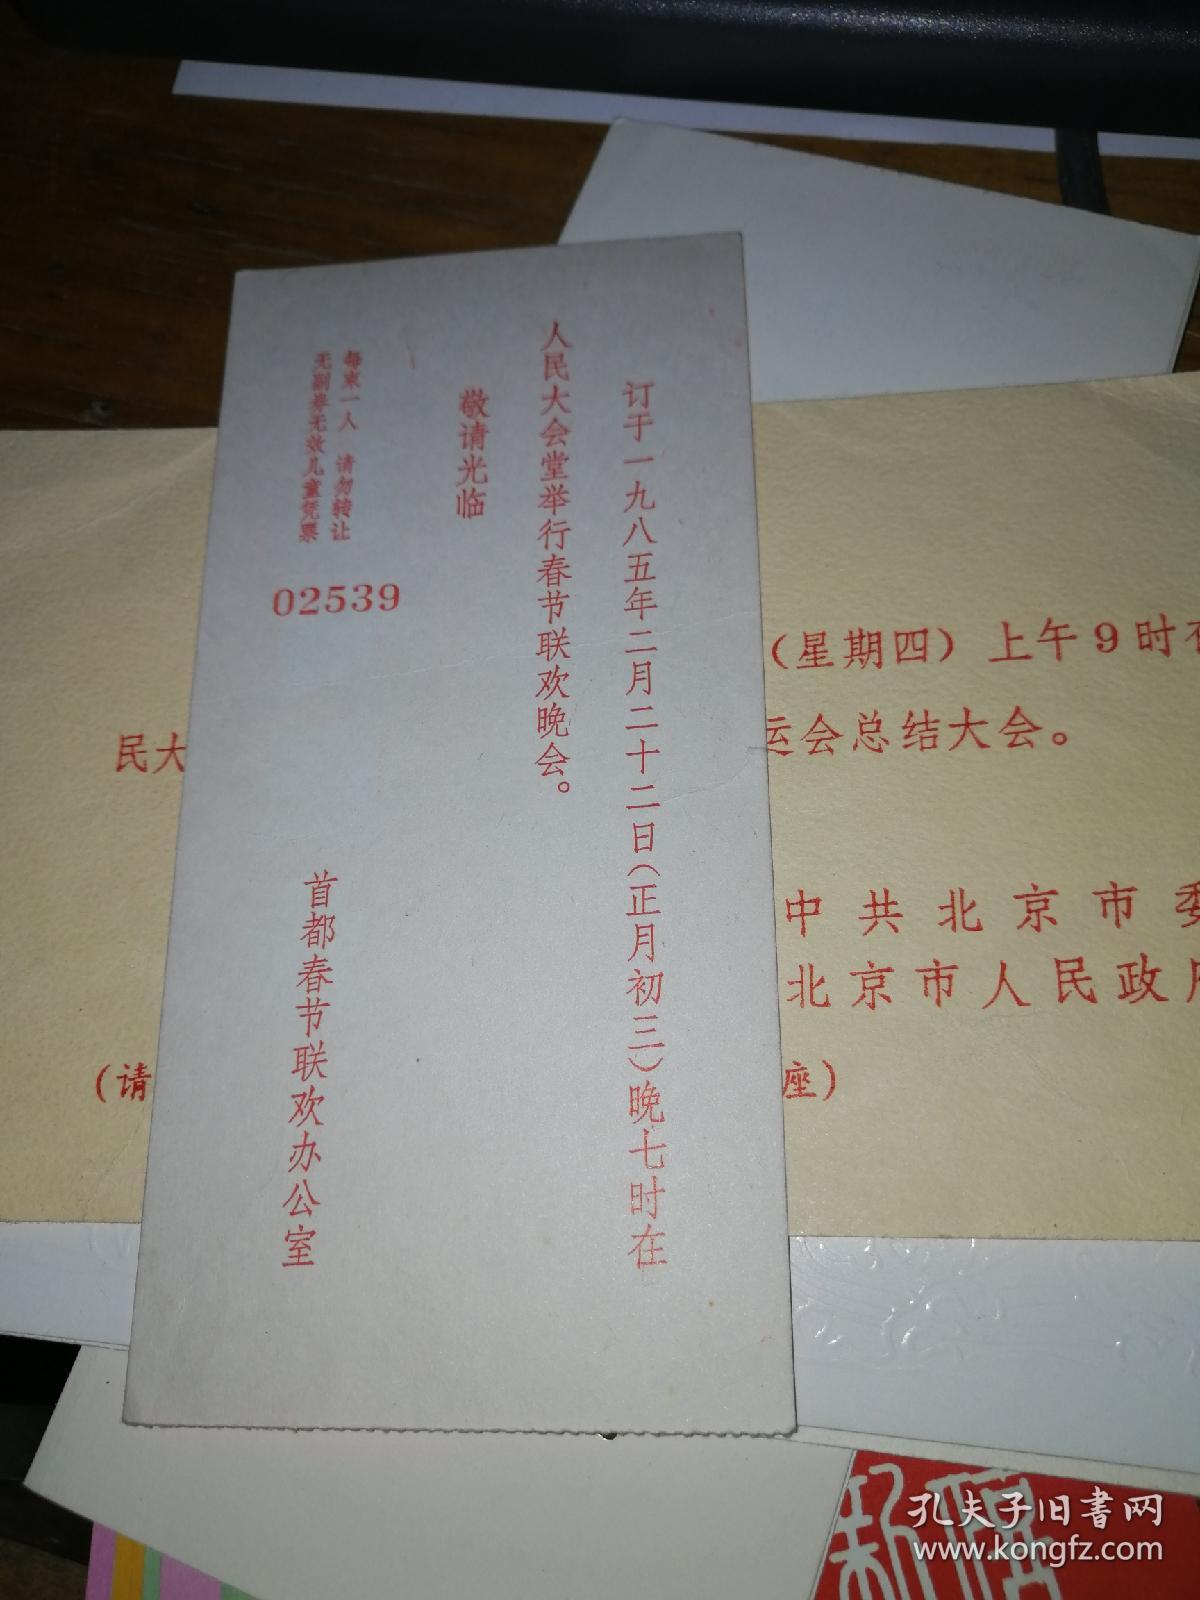 订于一九八五年二月二十二日(正月初三)晚七时在
人民大会堂举行春节联欢晚会。
敬请光临
每柬一人 请勿转让
无副券无效儿童凭票
02539
首都春节联欢办公室
(星期四)上午9时在
民大
运会总结大会。
中共北京市委
北京市人民政府
(请
座)
新禧
孔夫子旧书网
www.kongfz.com